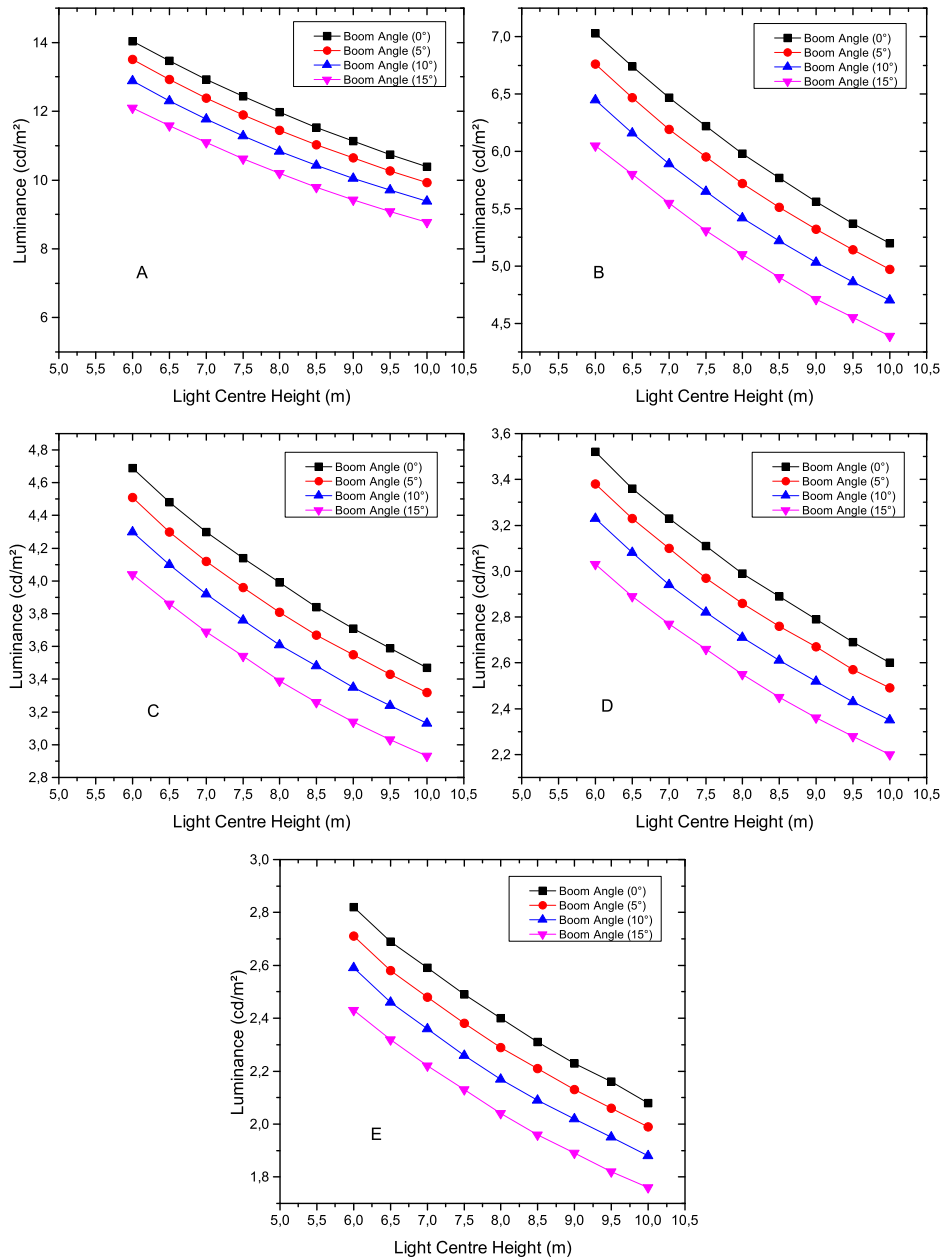 Luminance (cd/m²)
14
12
10
8
6
Boom Angle (0°)
Boom Angle (5°)
Boom Angle (10°)
Boom Angle (15°)
A
5,0 5,5 6,0 6,5 7,0 7,5 8,0 8,5 9,0 9,5 10,0 10,5
Light Centre Height (m)
Luminance (cd/m²)
7,0
6,5
6,0
5,5
5,0
4,5
Boom Angle (0°)
Boom Angle (5°)
Boom Angle (10°)
Boom Angle (15°)
B
5,0 5,5 6,0 6,5 7,0 7,5 8,0 8,5 9,0 9,5 10,0 10,5
Light Centre Height (m)
Luminance (cd/m²)
4,8
4,6
4,4
4,2
4,0
3,8
3,6
3,4
3,2
3,0
2,8
Boom Angle (0°)
Boom Angle (5°)
Boom Angle (10°)
Boom Angle (15°)
C
5,0 5,5 6,0 6,5 7,0 7,5 8,0 8,5 9,0 9,5 10,0 10,5
Light Centre Height (m)
Luminance (cd/m²)
3,6
3,4
3,2
3,0
2,8
2,6
2,4
2,2
Boom Angle (0°)
Boom Angle (5°)
Boom Angle (10°)
Boom Angle (15°)
D
5,0 5,5 6,0 6,5 7,0 7,5 8,0 8,5 9,0 9,5 10,0 10,5
Light Centre Height (m)
Luminance (cd/m²)
3,0
2,8
2,6
2,4
2,2
2,0
1,8
Boom Angle (0°)
Boom Angle (5°)
Boom Angle (10°)
Boom Angle (15°)
E
5,0 5,5 6,0 6,5 7,0 7,5 8,0 8,5 9,0 9,5 10,0 10,5
Light Centre Height (m)